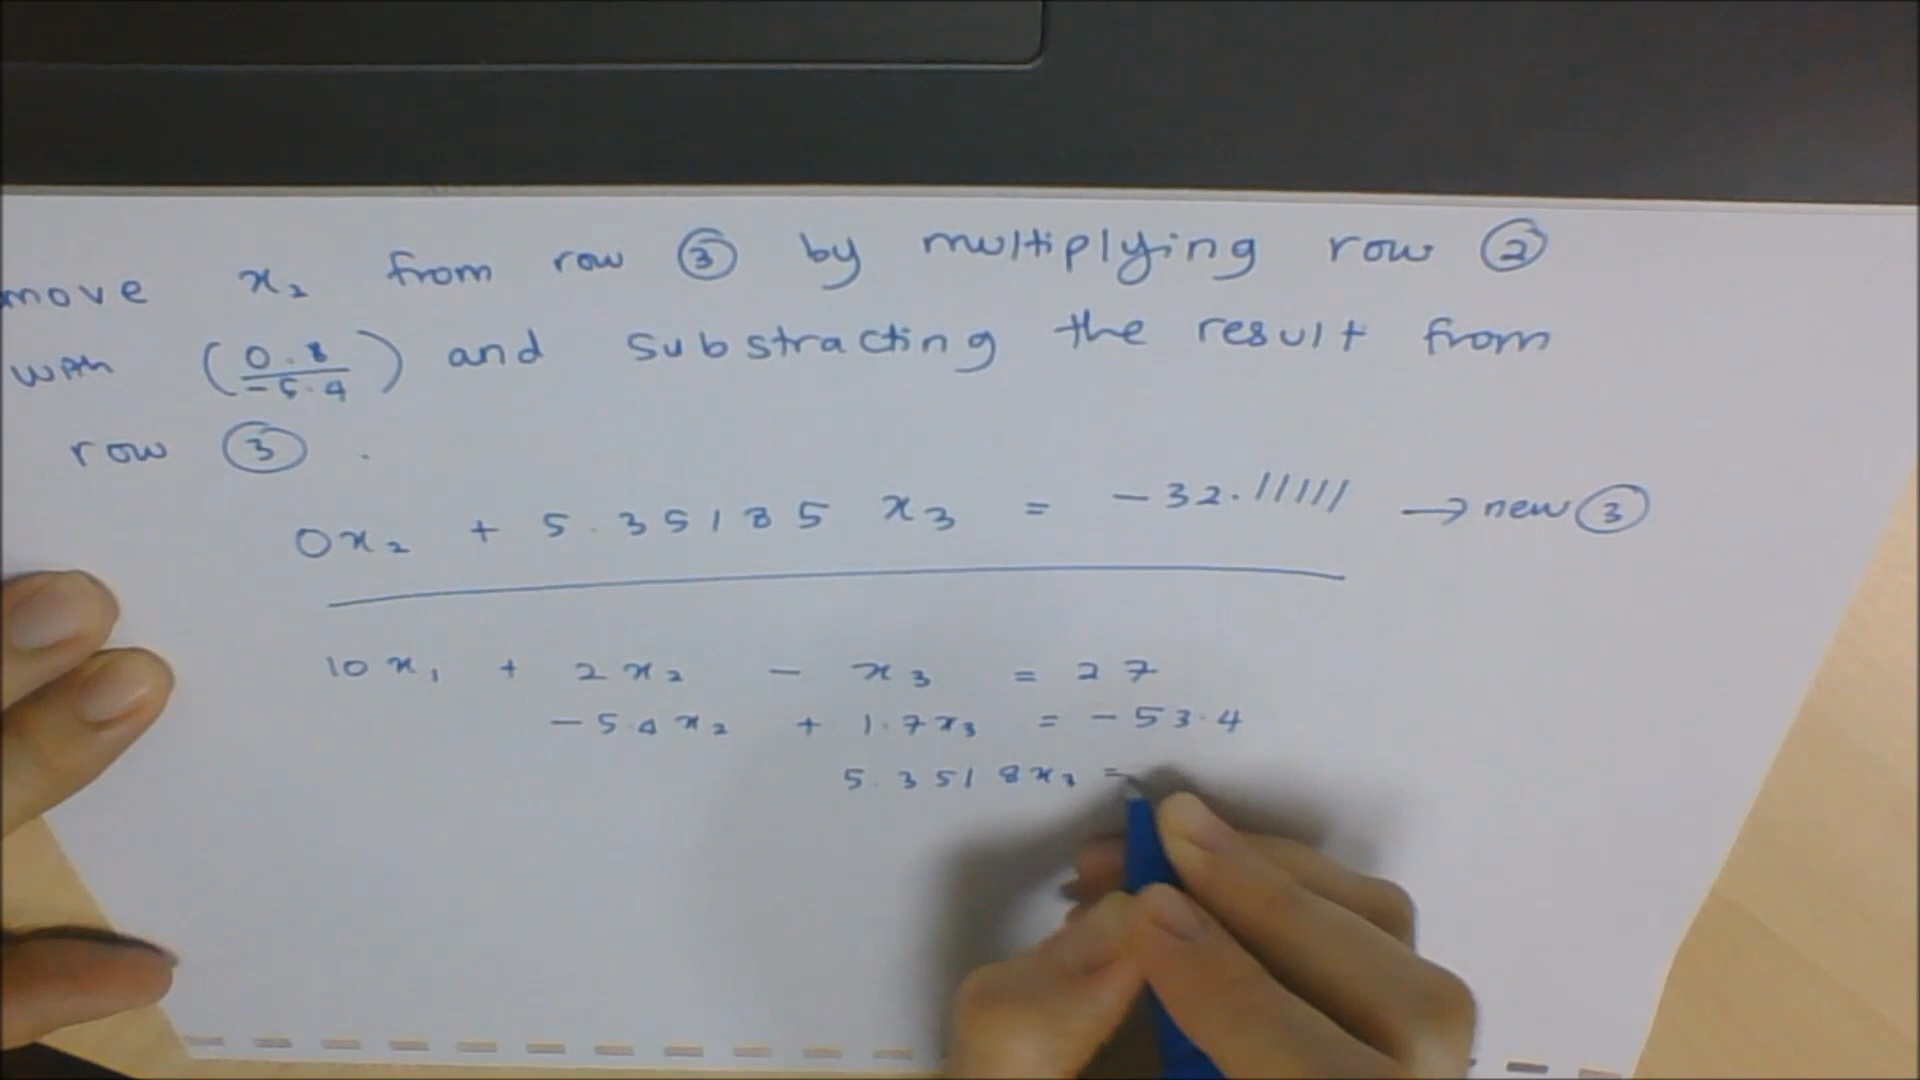 move x₂ from row ③ by multiplying row ②
with (0.8/-5.4) and substracting the result from
row ③.
0x₂ + 5.35185 x₃ = -32.11111 → new ③
10x₁ + 2x₂ - x₃ = 27
-5.4x₂ + 1.7x₃ = -53.4
5.3518x₃ =